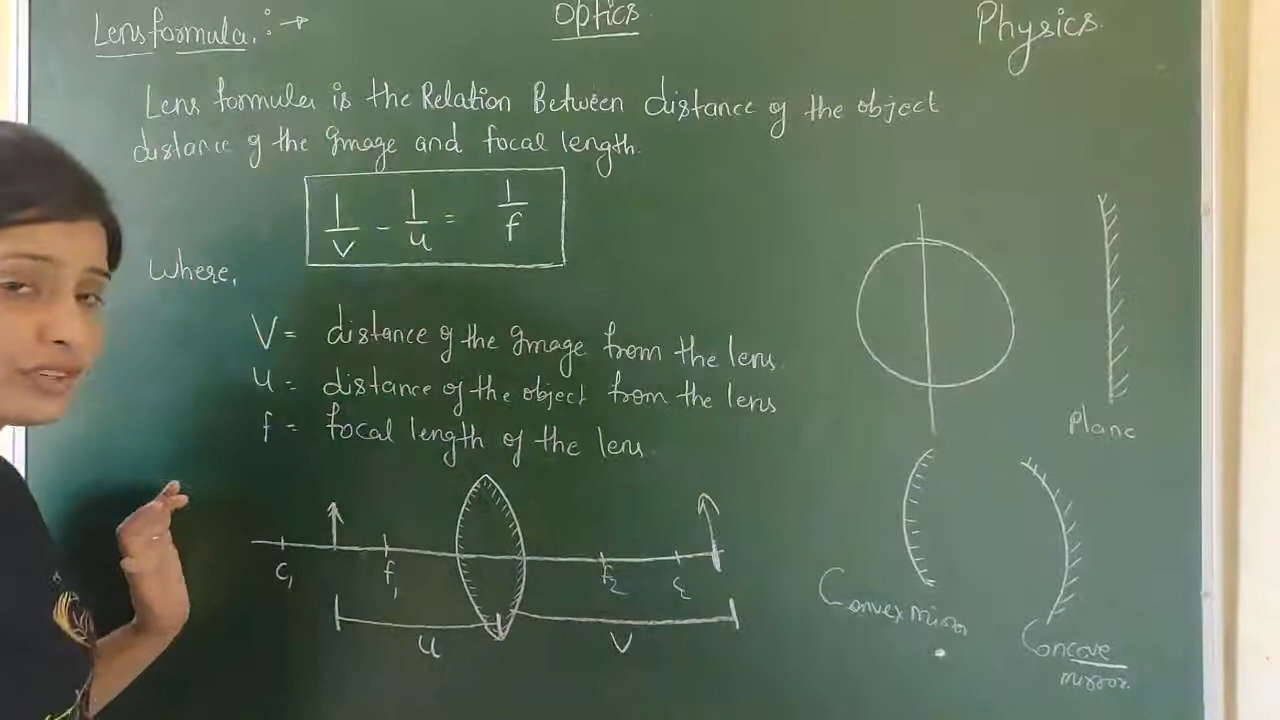 Lens formula : →
Optics
Physics
Lens formula is the Relation Between distance of the object
distance of the Image and focal length.
1/v - 1/u = 1/f
Where,
V = distance of the Image from the lens
u = distance of the object from the lens
f = focal length of the lens
Plane
C1
f1
f2
u
v
Convex mirror
Concave
mirror